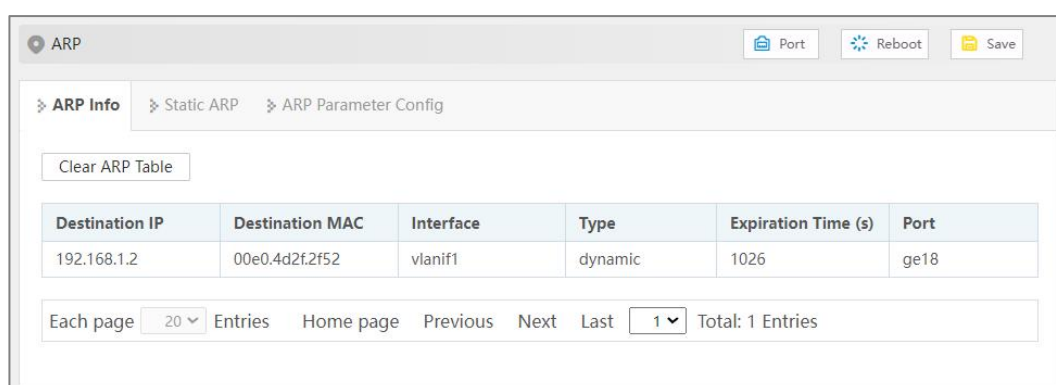 ARP Port Reboot Save
ARP Info Static ARP ARP Parameter Config
Clear ARP Table
Destination IP Destination MAC Interface Type Expiration Time (s) Port
192.168.1.2 00e0.4d2f.2f52 vlanif1 dynamic 1026 ge18
Each page 20 Entries Home page Previous Next Last 1 Total: 1 Entries